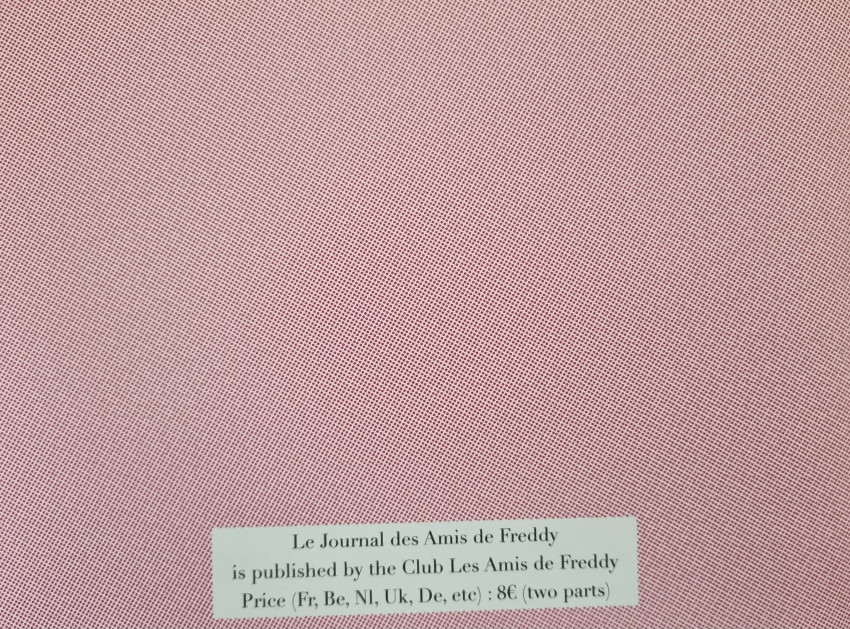 Le Journal des Amis de Freddy
is published by the Club Les Amis de Freddy
Price (Fr, Be, Nl, Uk, De, etc) : 8€ (two parts)